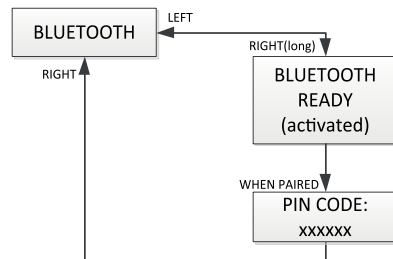 LEFT
BLUETOOTH
RIGHT(long)
RIGHT
BLUETOOTH
READY
(activated)
WHEN PAIRED
PIN CODE:
xxxxxx